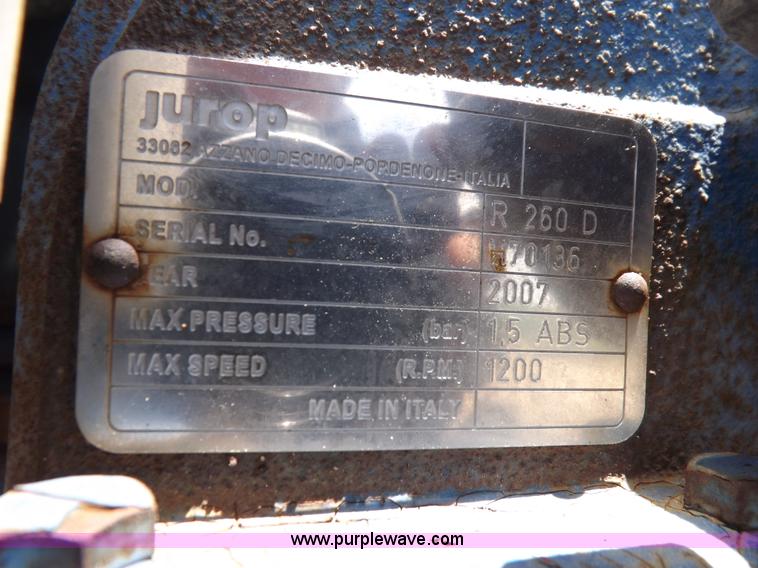 jurop
33082 AZZANO DECIMO-PORDENONE-ITALIA
MOD. R 260 D
SERIAL No. H70136
YEAR 2007
MAX.PRESSURE (bar) 1,5 ABS
MAX SPEED (R.P.M.) 1200
MADE IN ITALY
www.purplewave.com